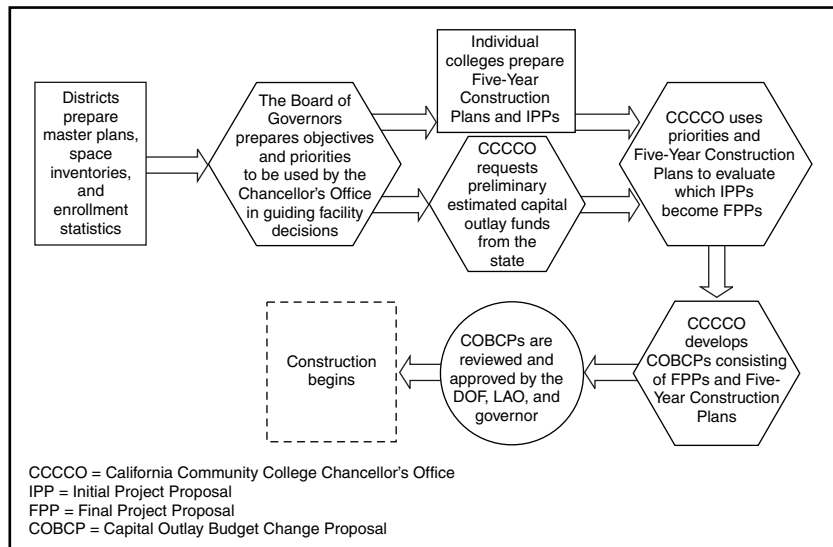 Districts
prepare
master plans,
space
inventories,
and
enrollment
statistics
The Board of
Governors
prepares objectives
and priorities
to be used by the
Chancellor's Office
in guiding facility
decisions
Individual
colleges prepare
Five-Year
Construction
Plans and IPPs
CCCCO
requests
preliminary
estimated capital
outlay funds
from the
state
CCCCO uses
priorities and
Five-Year Construction
Plans to evaluate
which IPPs
become FPPs
CCCCO
develops
COBCPs consisting
of FPPs and Five-
Year Construction
Plans
COBCPs are
reviewed and
approved by the
DOF, LAO, and
governor
Construction
begins
CCCCO = California Community College Chancellor's Office
IPP = Initial Project Proposal
FPP = Final Project Proposal
COBCP = Capital Outlay Budget Change Proposal